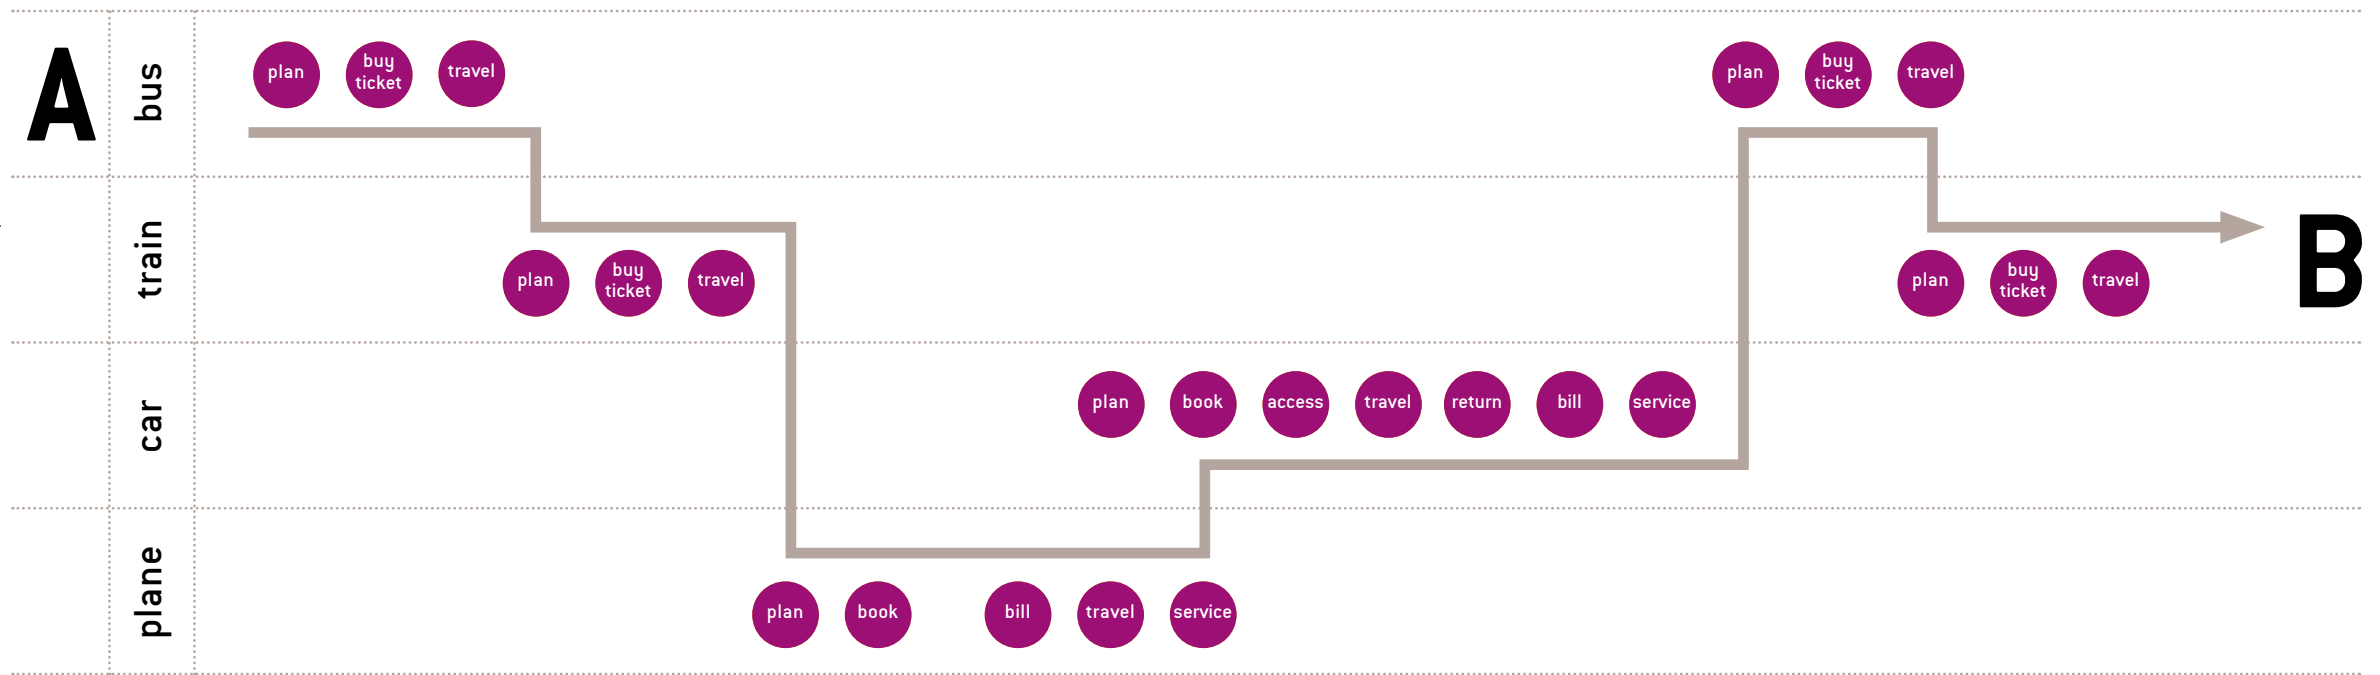 A
bus
plan
buy
ticket
travel
plan
buy
ticket
travel
train
plan
buy
ticket
travel
plan
buy
ticket
travel
B
car
plan
book
access
travel
return
bill
service
plane
plan
book
bill
travel
service